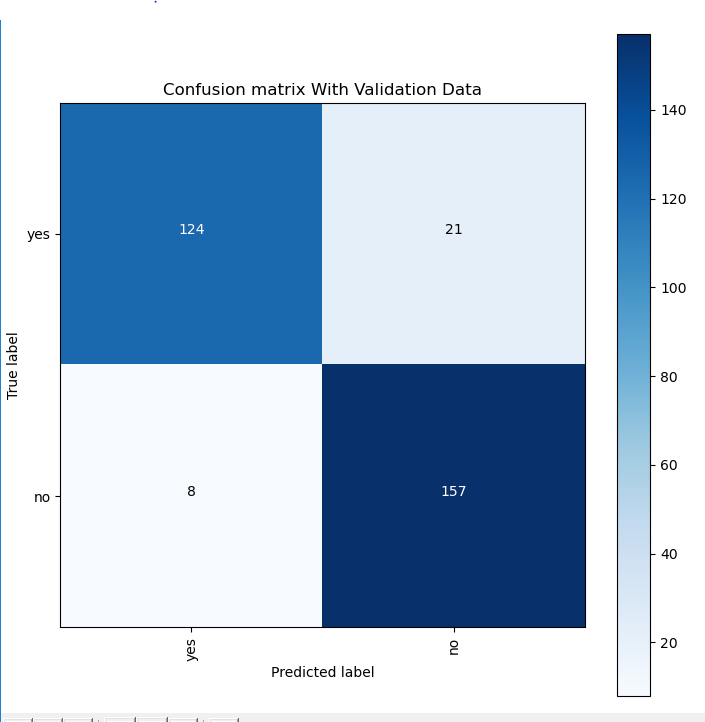 Confusion matrix With Validation Data
140
120
100
80
60
40
20
True label
yes
124
21
no
8
157
yes
no
Predicted label